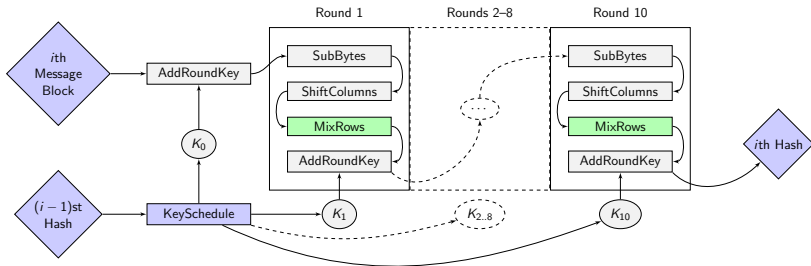 Round 1
Rounds 2–8
Round 10
ith
Message
Block
AddRoundKey
SubBytes
ShiftColumns
MixRows
AddRoundKey
...
SubBytes
ShiftColumns
MixRows
AddRoundKey
ith Hash
K0
(i − 1)st
Hash
KeySchedule
K1
K2..8
K10